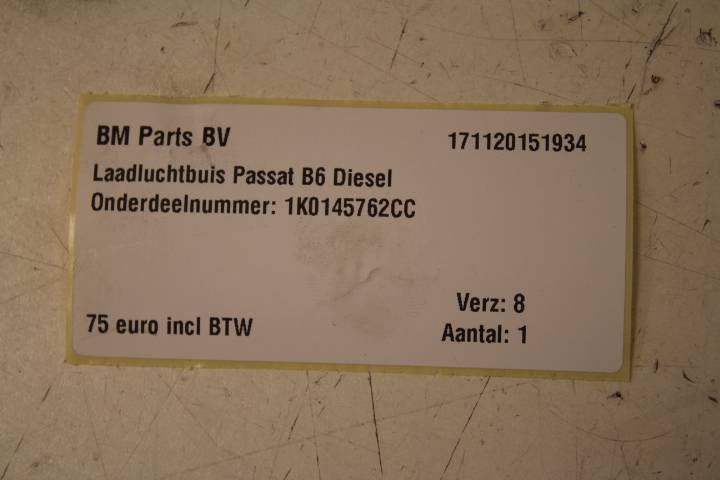 BM Parts BV 171120151934
Laadluchtbuis Passat B6 Diesel
Onderdeelnummer: 1K0145762CC
Verz: 8
75 euro incl BTW Aantal: 1